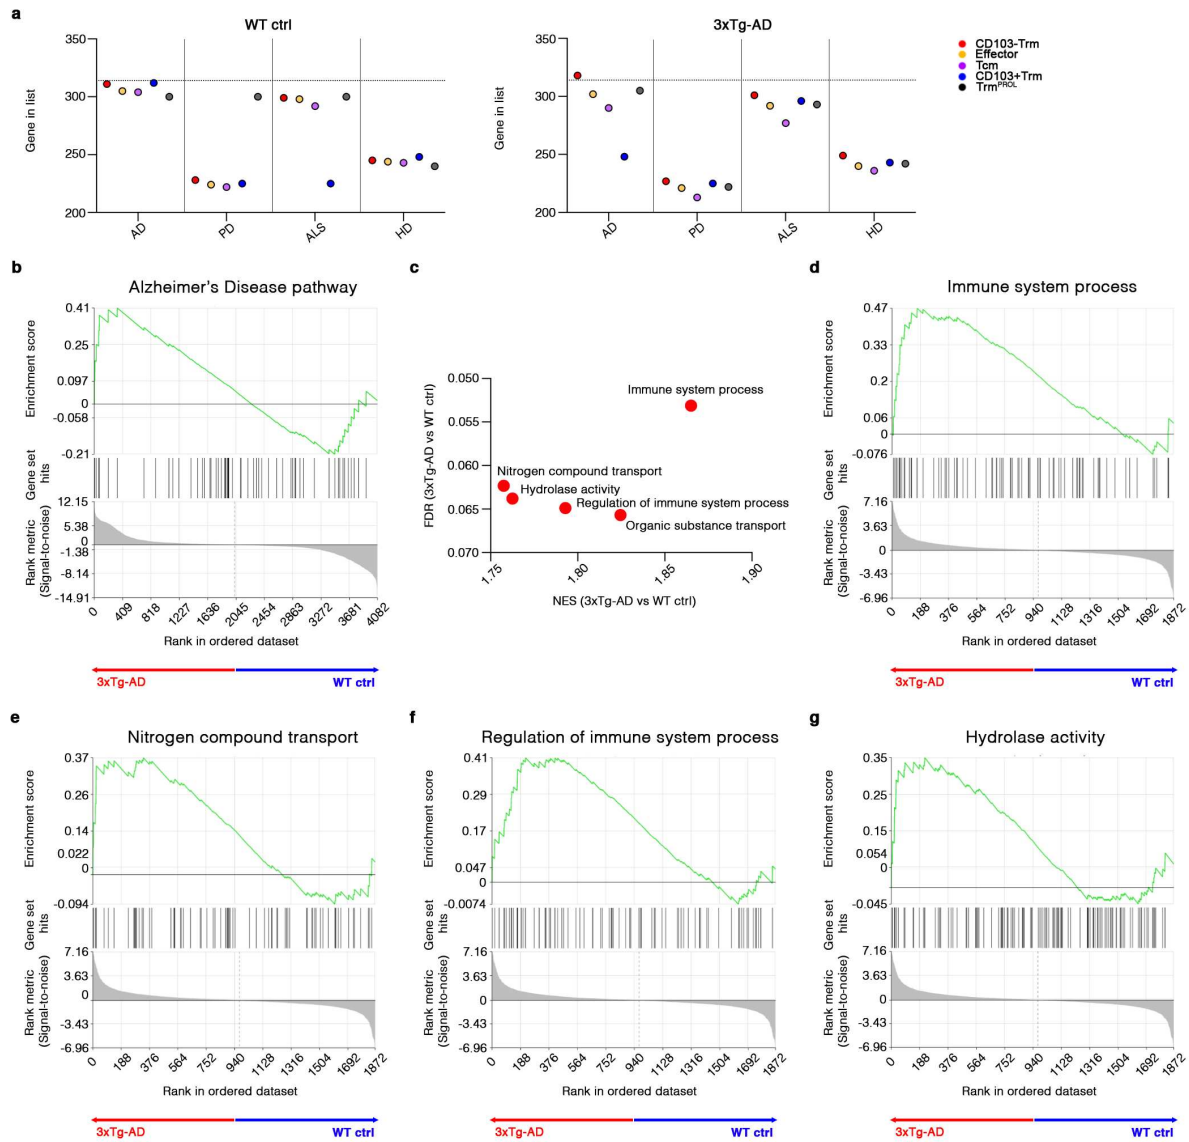 a
WT ctrl
Gene in list
350
300
250
200
AD
PD
ALS
HD
3xTg-AD
Gene in list
350
300
250
200
AD
PD
ALS
HD
CD103-Trm
Effector
Tcm
CD103+Trm
TrmPROL
b
Alzheimer's Disease pathway
Enrichment score
0.41
0.25
0.097
0
-0.058
-0.21
Gene set hits
Rank metric (Signal-to-noise)
12.15
5.38
0
-1.38
-8.14
-14.91
0
409
818
1227
1636
2045
2454
2863
3272
3681
4082
Rank in ordered dataset
3xTg-AD
WT ctrl
c
FDR (3xTg-AD vs WT ctrl)
0.050
0.055
0.060
0.065
0.070
Immune system process
Nitrogen compound transport
Hydrolase activity
Regulation of immune system process
Organic substance transport
1.75
1.80
1.85
1.90
NES (3xTg-AD vs WT ctrl)
d
Immune system process
Enrichment score
0.47
0.33
0.2
0.06
0
-0.076
Gene set hits
Rank metric (Signal-to-noise)
7.16
3.63
0
-3.43
-6.96
0
188
376
564
752
940
1128
1316
1504
1692
1872
Rank in ordered dataset
3xTg-AD
WT ctrl
e
Nitrogen compound transport
Enrichment score
0.37
0.26
0.14
0.022
0
-0.094
Gene set hits
Rank metric (Signal-to-noise)
7.16
3.63
0
-3.43
-6.96
0
188
376
564
752
940
1128
1316
1504
1692
1872
Rank in ordered dataset
3xTg-AD
WT ctrl
f
Regulation of immune system process
Enrichment score
0.41
0.29
0.17
0.047
0
-0.0074
Gene set hits
Rank metric (Signal-to-noise)
7.16
3.63
0
-3.43
-6.96
0
188
376
564
752
940
1128
1316
1504
1692
1872
Rank in ordered dataset
3xTg-AD
WT ctrl
g
Hydrolase activity
Enrichment score
0.35
0.25
0.15
0.054
0
-0.045
Gene set hits
Rank metric (Signal-to-noise)
7.16
3.63
0
-3.43
-6.96
0
188
376
564
752
940
1128
1316
1504
1692
1872
Rank in ordered dataset
3xTg-AD
WT ctrl